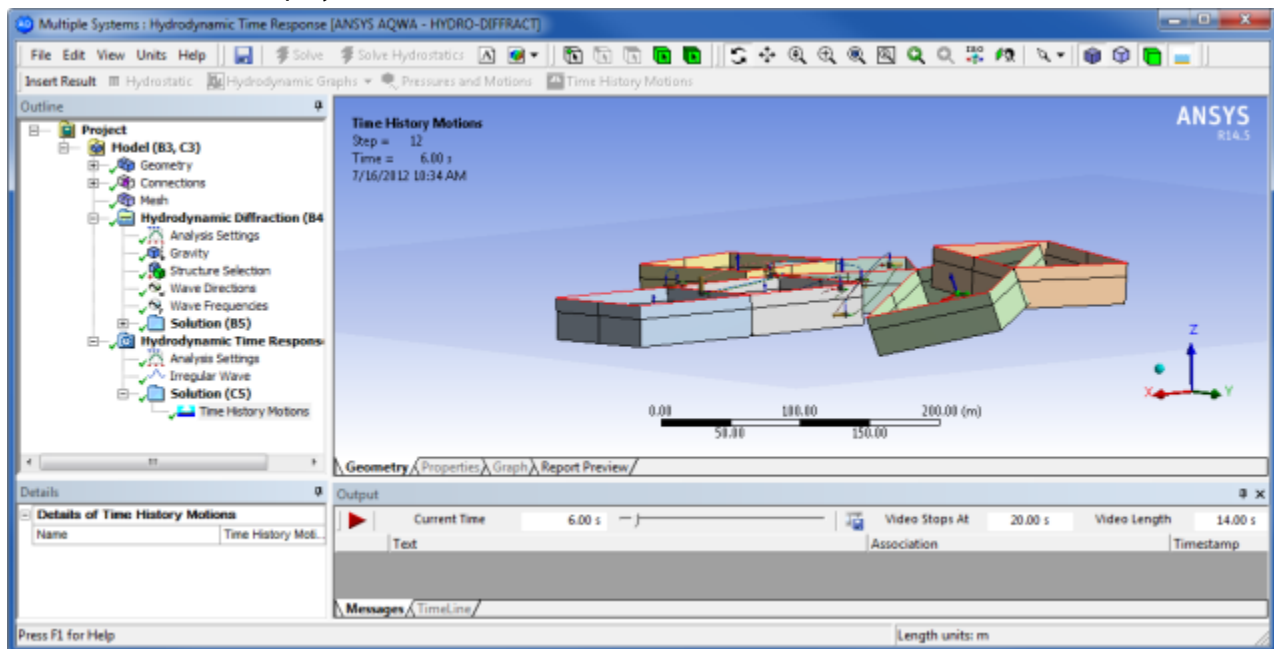 Multiple Systems : Hydrodynamic Time Response [ANSYS AQWA - HYDRO-DIFFRACT]
File Edit View Units Help Solve Solve Hydrostatics
Insert Result Hydrostatic Hydrodynamic Graphs Pressures and Motions Time History Motions
Outline
Project
Model (B3, C3)
Geometry
Connections
Mesh
Hydrodynamic Diffraction (B4
Analysis Settings
Gravity
Structure Selection
Wave Directions
Wave Frequencies
Solution (B5)
Hydrodynamic Time Respons
Analysis Settings
Irregular Wave
Solution (C5)
Time History Motions
Time History Motions
Step = 12
Time = 6.00 s
7/16/2012 10:34 AM
ANSYS
R14.5
Z
X
Y
0.00 100.00 200.00 (m)
50.00 150.00
Geometry Properties Graph Report Preview
Details
Details of Time History Motions
Name Time History Moti...
Output
Current Time 6.00 s Video Stops At 20.00 s Video Length 14.00 s
Text Association Timestamp
Messages TimeLine
Press F1 for Help Length units: m